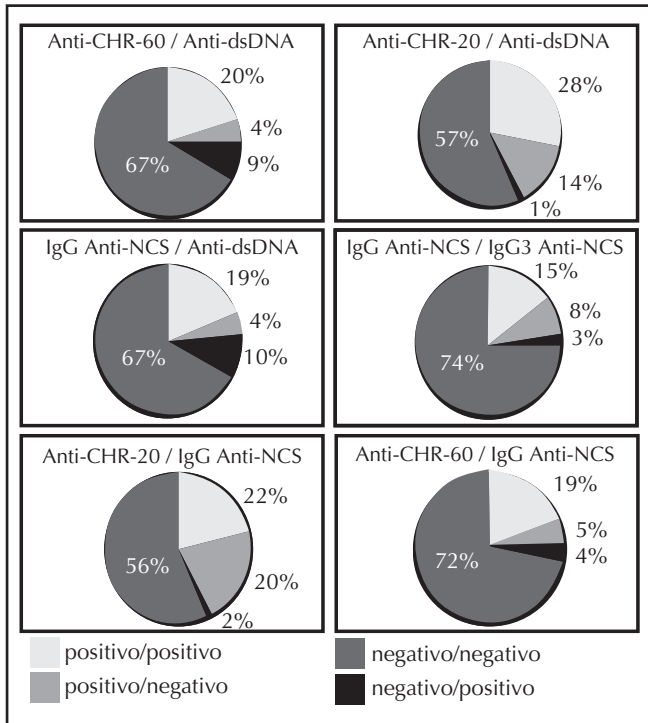 Anti-CHR-60 / Anti-dsDNA
20%
4%
9%
67%
Anti-CHR-20 / Anti-dsDNA
28%
57%
14%
1%
IgG Anti-NCS / Anti-dsDNA
19%
4%
10%
67%
IgG Anti-NCS / IgG3 Anti-NCS
15%
8%
3%
74%
Anti-CHR-20 / IgG Anti-NCS
22%
56%
20%
2%
Anti-CHR-60 / IgG Anti-NCS
19%
5%
4%
72%
positivo/positivo
positivo/negativo
negativo/negativo
negativo/positivo